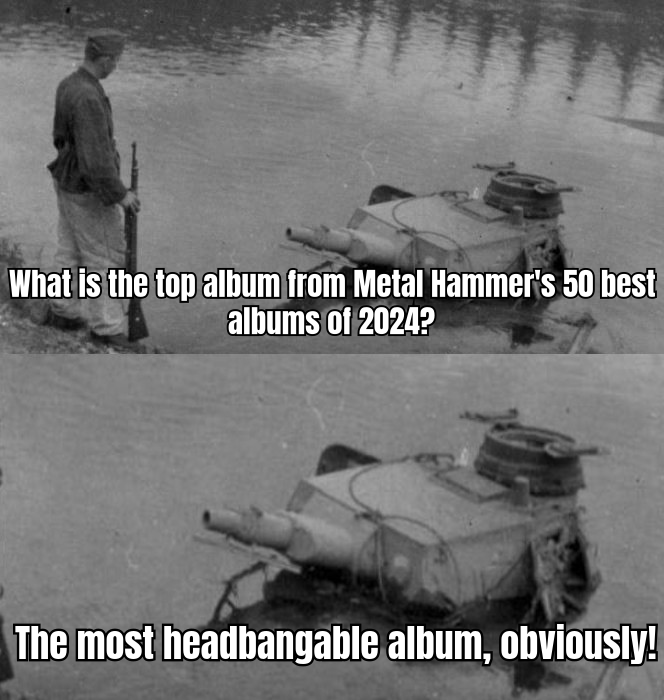 What is the top album from Metal Hammer's 50 best
albums of 2024?
The most headbangable album, obviously!